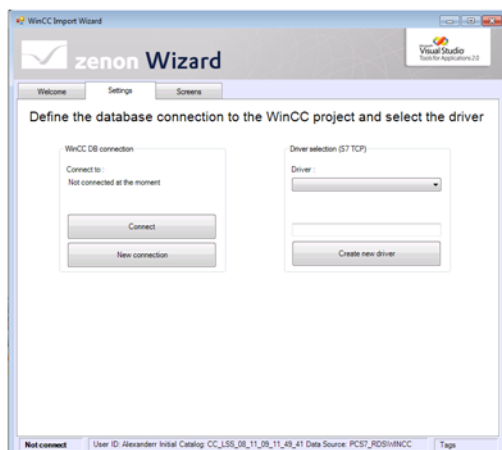 WinCC Import Wizard
zenon Wizard
Microsoft
Visual Studio
Tools for Applications 2.0
Welcome
Settings
Screens
Define the database connection to the WinCC project and select the driver
WinCC DB connection
Connect to :
Not connected at the moment
Connect
New connection
Driver selection (S7 TCP)
Driver :
Create new driver
Not connect
User ID: Alexanderr Initial Catalog: CC_LSS_08_11_09_11_49_41 Data Source: PCS7_RDS\WINCC
Tags